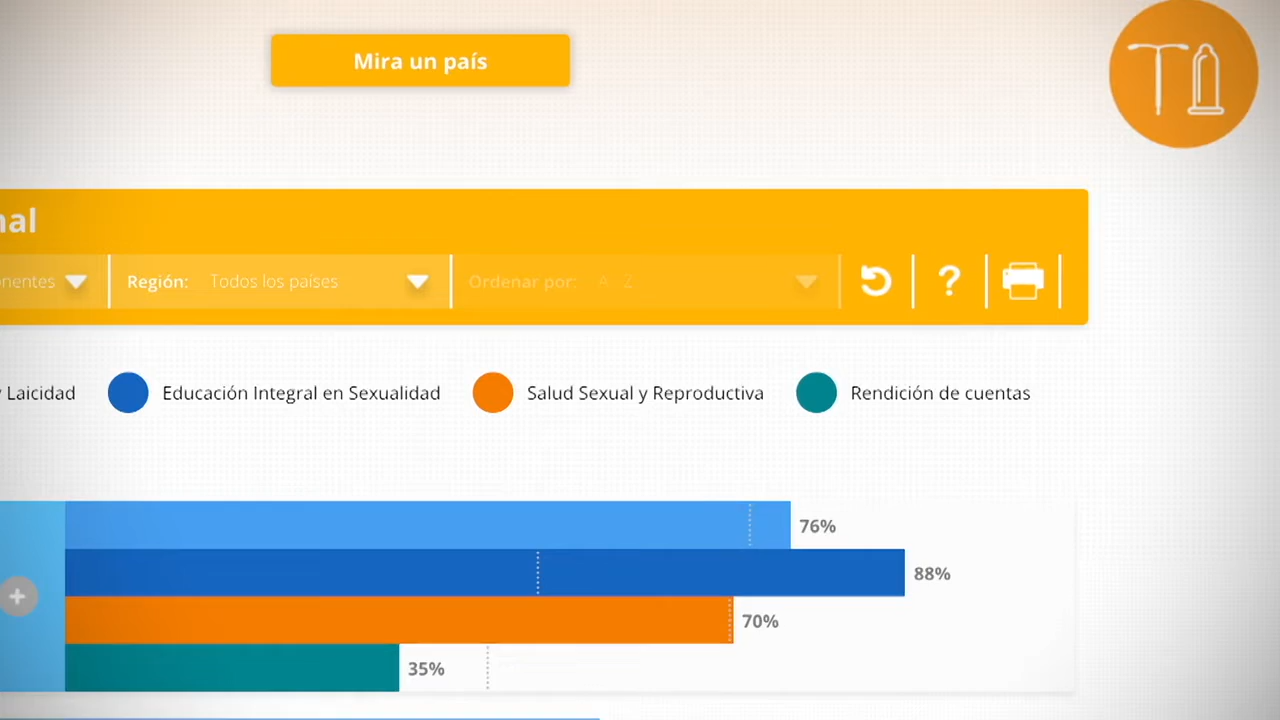 Mira un país
nal
nentes Región: Todos los países Ordenar por: A Z
?
y Laicidad Educación Integral en Sexualidad Salud Sexual y Reproductiva Rendición de cuentas
76%
88%
70%
35%